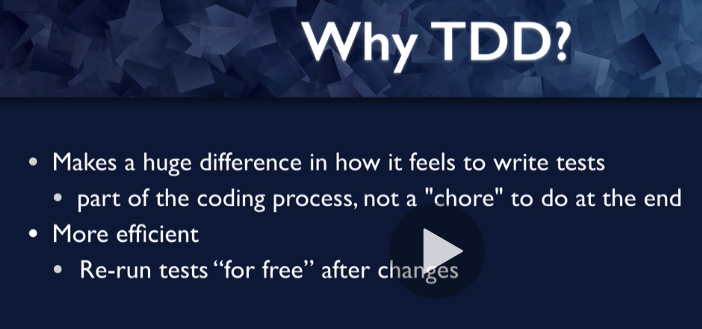 Why TDD?
• Makes a huge difference in how it feels to write tests
• part of the coding process, not a "chore" to do at the end
• More efficient
• Re-run tests “for free” after changes